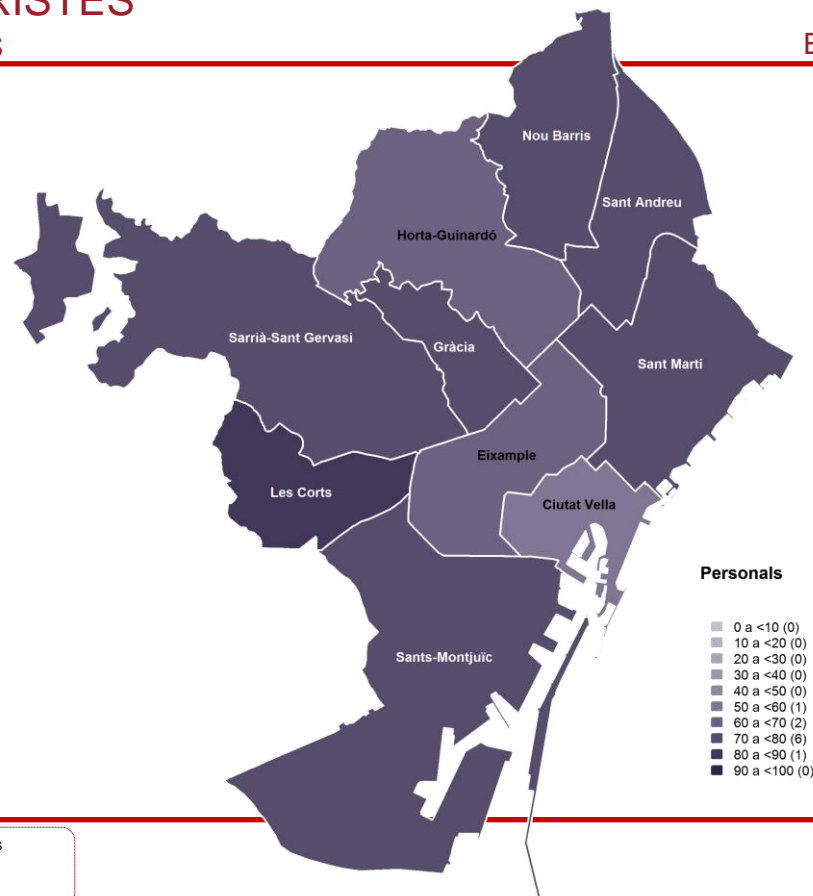 Nou Barris
Sant Andreu
Horta-Guinardó
Sarrià-Sant Gervasi
Gràcia
Sant Martí
Eixample
Les Corts
Ciutat Vella
Sants-Montjuïc
Personals
0 a <10 (0)
10 a <20 (0)
20 a <30 (0)
30 a <40 (0)
40 a <50 (0)
50 a <60 (1)
60 a <70 (2)
70 a <80 (6)
80 a <90 (1)
90 a <100 (0)